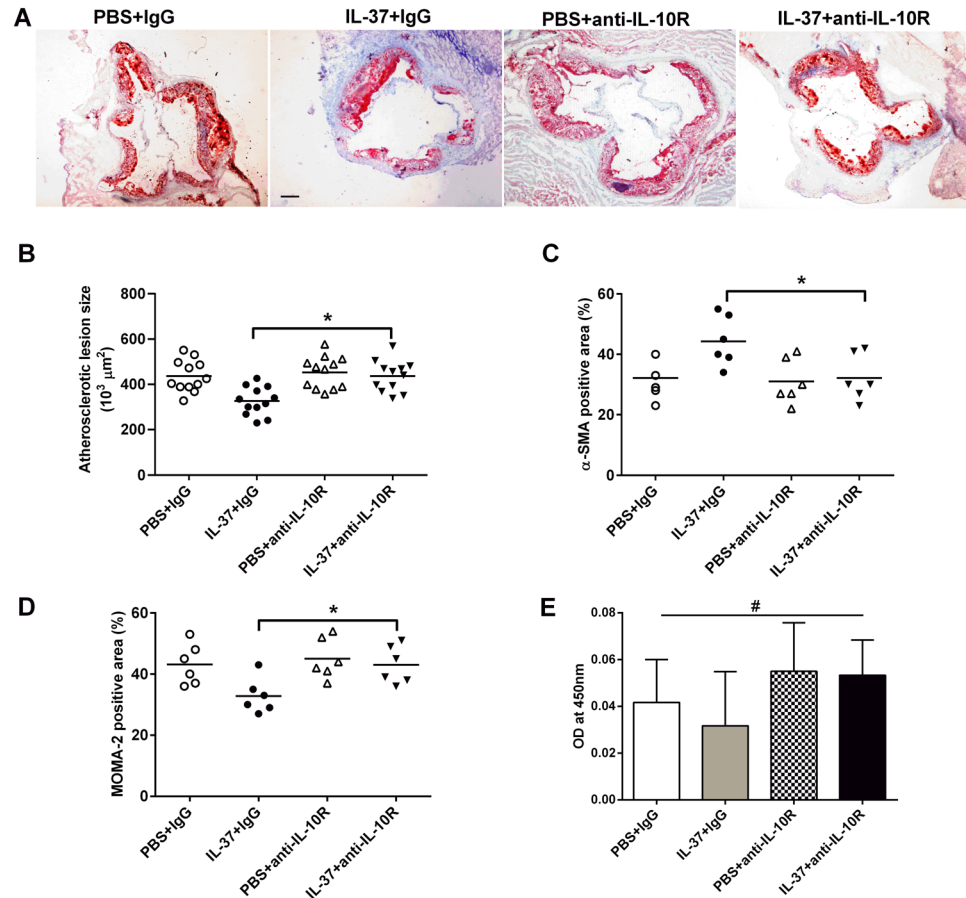 A
PBS+IgG
IL-37+IgG
PBS+anti-IL-10R
IL-37+anti-IL-10R
B
Atherosclerotic lesion size
(10³ μm²)
800
600
400
200
0
*
PBS+IgG
IL-37+IgG
PBS+anti-IL-10R
IL-37+anti-IL-10R
C
α-SMA positive area (%)
60
40
20
0
*
PBS+IgG
IL-37+IgG
PBS+anti-IL-10R
IL-37+anti-IL-10R
D
MOMA-2 positive area (%)
60
40
20
0
*
PBS+IgG
IL-37+IgG
PBS+anti-IL-10R
IL-37+anti-IL-10R
E
OD at 450nm
0.08
0.06
0.04
0.02
0.00
#
PBS+IgG
IL-37+IgG
PBS+anti-IL-10R
IL-37+anti-IL-10R